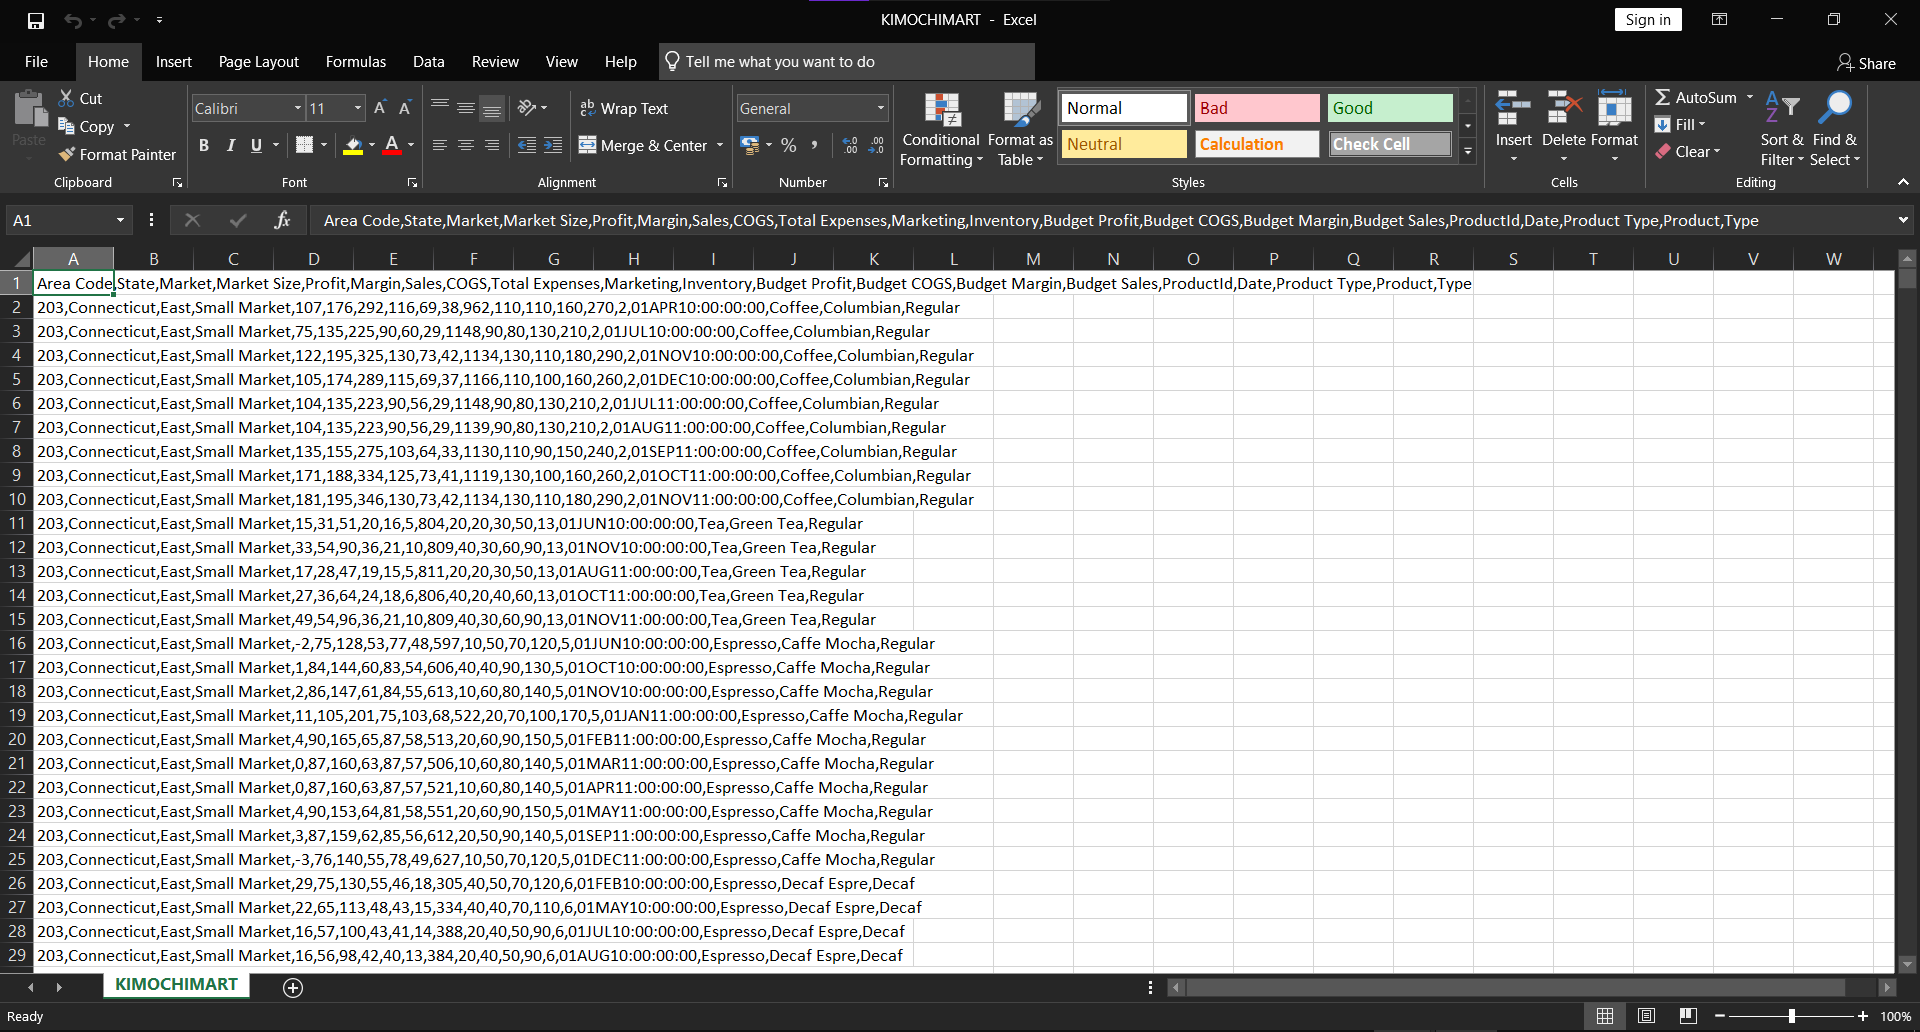 KIMOCHIMART - Excel
Sign in
File Home Insert Page Layout Formulas Data Review View Help Tell me what you want to do
Share
Paste
Cut
Copy
Format Painter
Clipboard
Calibri 11 A A
B I U A
Font
ab Wrap Text
Merge & Center
Alignment
General
% ,
Number
Conditional Formatting
Format as Table
Normal Bad Good
Neutral Calculation Check Cell
Styles
Insert Delete Format
Cells
AutoSum
Fill
Clear
Sort & Filter
Find & Select
Editing
A1 fx Area Code,State,Market,Market Size,Profit,Margin,Sales,COGS,Total Expenses,Marketing,Inventory,Budget Profit,Budget COGS,Budget Margin,Budget Sales,ProductId,Date,Product Type,Product,Type
A B C D E F G H I J K L M N O P Q R S T U V W
1 Area Code,State,Market,Market Size,Profit,Margin,Sales,COGS,Total Expenses,Marketing,Inventory,Budget Profit,Budget COGS,Budget Margin,Budget Sales,ProductId,Date,Product Type,Product,Type
2 203,Connecticut,East,Small Market,107,176,292,116,69,38,962,110,110,160,270,2,01APR10:00:00:00,Coffee,Columbian,Regular
3 203,Connecticut,East,Small Market,75,135,225,90,60,29,1148,90,80,130,210,2,01JUL10:00:00:00,Coffee,Columbian,Regular
4 203,Connecticut,East,Small Market,122,195,325,130,73,42,1134,130,110,180,290,2,01NOV10:00:00:00,Coffee,Columbian,Regular
5 203,Connecticut,East,Small Market,105,174,289,115,69,37,1166,110,100,160,260,2,01DEC10:00:00:00,Coffee,Columbian,Regular
6 203,Connecticut,East,Small Market,104,135,223,90,56,29,1148,90,80,130,210,2,01JUL11:00:00:00,Coffee,Columbian,Regular
7 203,Connecticut,East,Small Market,104,135,223,90,56,29,1139,90,80,130,210,2,01AUG11:00:00:00,Coffee,Columbian,Regular
8 203,Connecticut,East,Small Market,135,155,275,103,64,33,1130,110,90,150,240,2,01SEP11:00:00:00,Coffee,Columbian,Regular
9 203,Connecticut,East,Small Market,171,188,334,125,73,41,1119,130,100,160,260,2,01OCT11:00:00:00,Coffee,Columbian,Regular
10 203,Connecticut,East,Small Market,181,195,346,130,73,42,1134,130,110,180,290,2,01NOV11:00:00:00,Coffee,Columbian,Regular
11 203,Connecticut,East,Small Market,15,31,51,20,16,5,804,20,20,30,50,13,01JUN10:00:00:00,Tea,Green Tea,Regular
12 203,Connecticut,East,Small Market,33,54,90,36,21,10,809,40,30,60,90,13,01NOV10:00:00:00,Tea,Green Tea,Regular
13 203,Connecticut,East,Small Market,17,28,47,19,15,5,811,20,20,30,50,13,01AUG11:00:00:00,Tea,Green Tea,Regular
14 203,Connecticut,East,Small Market,27,36,64,24,18,6,806,40,20,40,60,13,01OCT11:00:00:00,Tea,Green Tea,Regular
15 203,Connecticut,East,Small Market,49,54,96,36,21,10,809,40,30,60,90,13,01NOV11:00:00:00,Tea,Green Tea,Regular
16 203,Connecticut,East,Small Market,-2,75,128,53,77,48,597,10,50,70,120,5,01JUN10:00:00:00,Espresso,Caffe Mocha,Regular
17 203,Connecticut,East,Small Market,1,84,144,60,83,54,606,40,40,90,130,5,01OCT10:00:00:00,Espresso,Caffe Mocha,Regular
18 203,Connecticut,East,Small Market,2,86,147,61,84,55,613,10,60,80,140,5,01NOV10:00:00:00,Espresso,Caffe Mocha,Regular
19 203,Connecticut,East,Small Market,11,105,201,75,103,68,522,20,70,100,170,5,01JAN11:00:00:00,Espresso,Caffe Mocha,Regular
20 203,Connecticut,East,Small Market,4,90,165,65,87,58,513,20,60,90,150,5,01FEB11:00:00:00,Espresso,Caffe Mocha,Regular
21 203,Connecticut,East,Small Market,0,87,160,63,87,57,506,10,60,80,140,5,01MAR11:00:00:00,Espresso,Caffe Mocha,Regular
22 203,Connecticut,East,Small Market,0,87,160,63,87,57,521,10,60,80,140,5,01APR11:00:00:00,Espresso,Caffe Mocha,Regular
23 203,Connecticut,East,Small Market,4,90,153,64,81,58,551,20,60,90,150,5,01MAY11:00:00:00,Espresso,Caffe Mocha,Regular
24 203,Connecticut,East,Small Market,3,87,159,62,85,56,612,20,50,90,140,5,01SEP11:00:00:00,Espresso,Caffe Mocha,Regular
25 203,Connecticut,East,Small Market,-3,76,140,55,78,49,627,10,50,70,120,5,01DEC11:00:00:00,Espresso,Caffe Mocha,Regular
26 203,Connecticut,East,Small Market,29,75,130,55,46,18,305,40,50,70,120,6,01FEB10:00:00:00,Espresso,Decaf Espre,Decaf
27 203,Connecticut,East,Small Market,22,65,113,48,43,15,334,40,40,70,110,6,01MAY10:00:00:00,Espresso,Decaf Espre,Decaf
28 203,Connecticut,East,Small Market,16,57,100,43,41,14,388,20,40,50,90,6,01JUL10:00:00:00,Espresso,Decaf Espre,Decaf
29 203,Connecticut,East,Small Market,16,56,98,42,40,13,384,20,40,50,90,6,01AUG10:00:00:00,Espresso,Decaf Espre,Decaf
KIMOCHIMART
Ready
100%